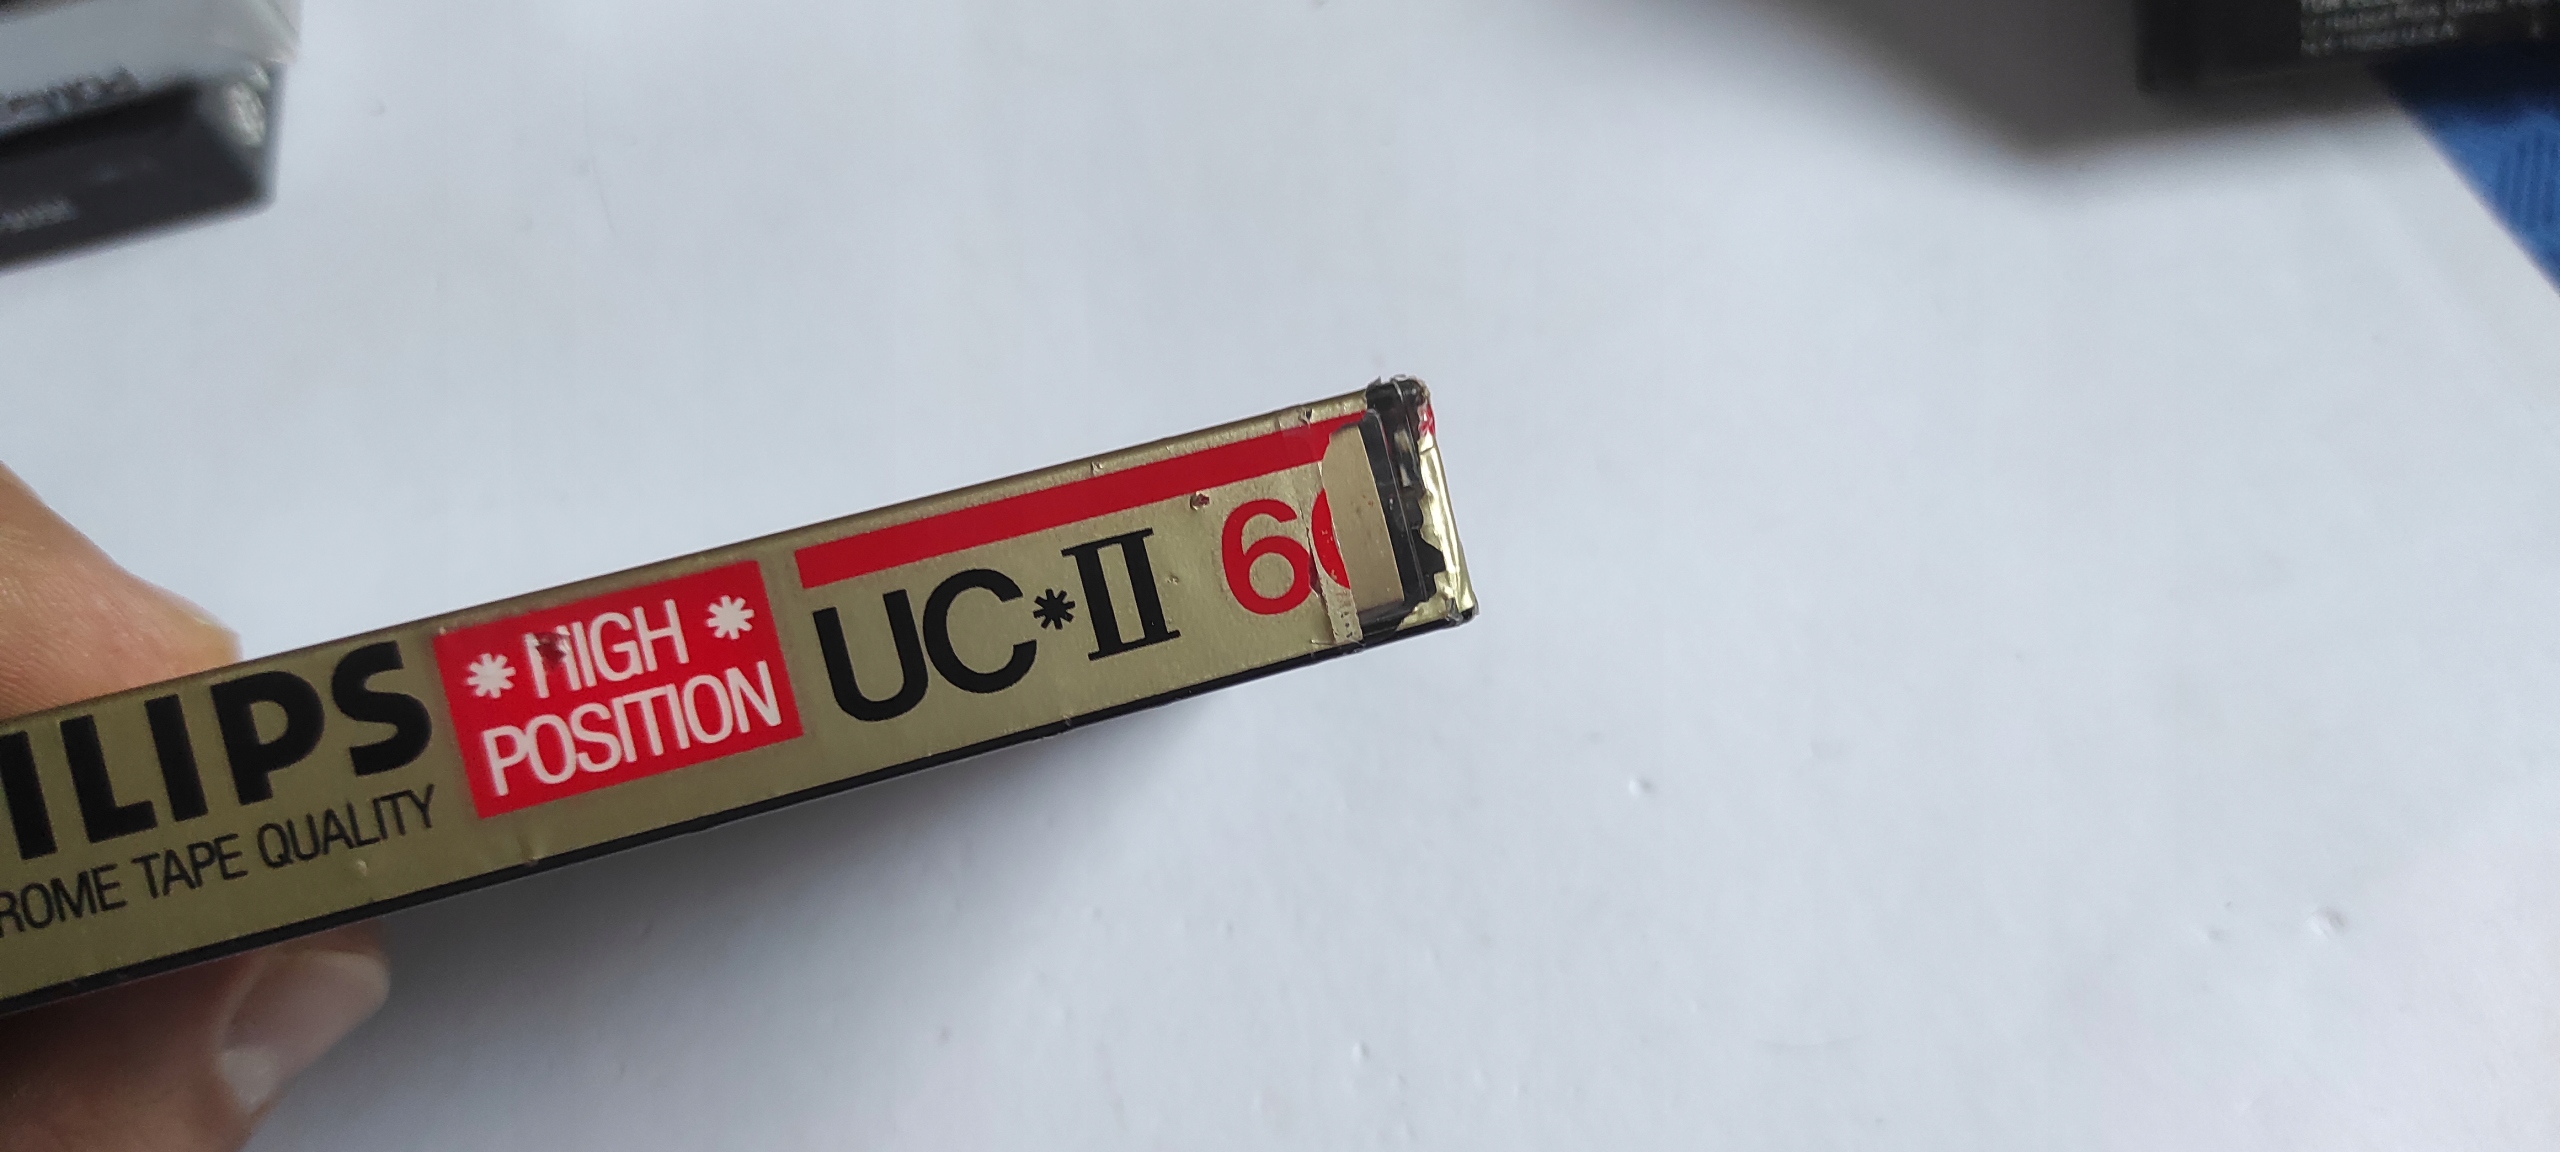 ILIPS
ROME TAPE QUALITY
* HIGH *
POSITION
UC*II 6